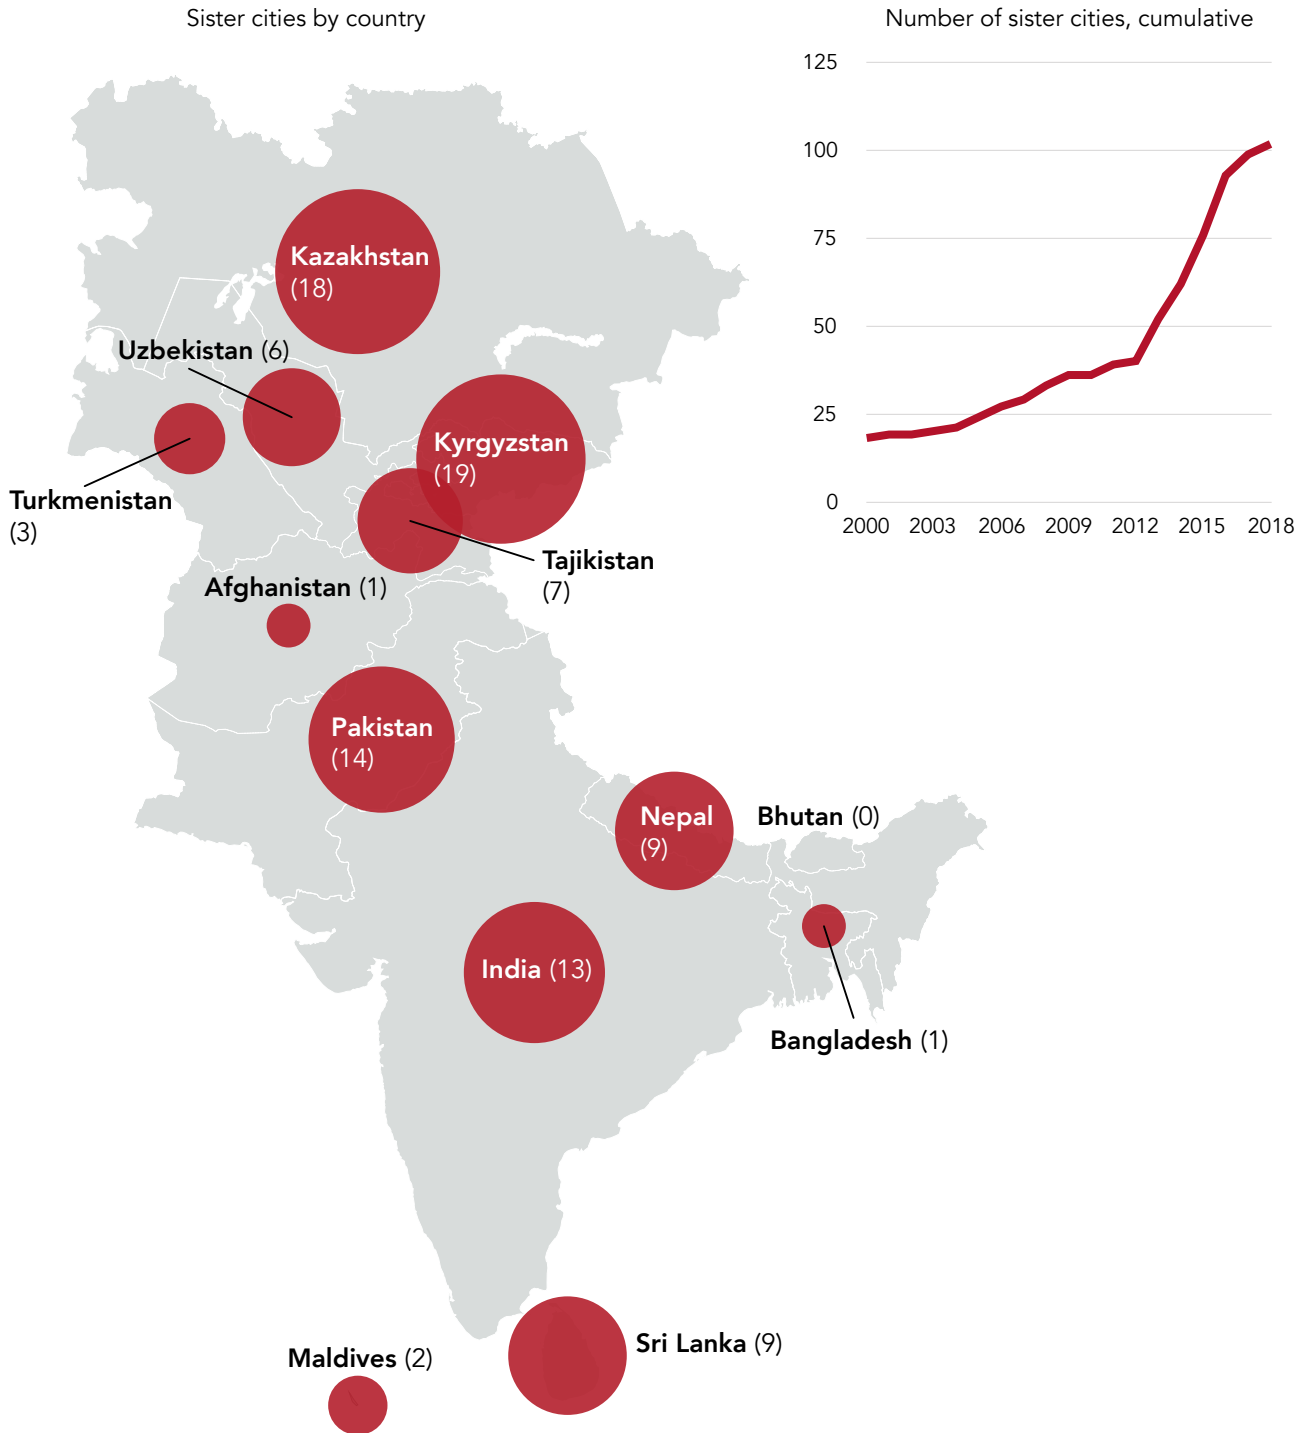 Sister cities by country
Kazakhstan
(18)
Uzbekistan (6)
Kyrgyzstan
(19)
Turkmenistan
(3)
Tajikistan
(7)
Afghanistan (1)
Pakistan
(14)
Nepal
(9)
Bhutan (0)
India (13)
Bangladesh (1)
Sri Lanka (9)
Maldives (2)
Number of sister cities, cumulative
125
100
75
50
25
0
2000 2003 2006 2009 2012 2015 2018